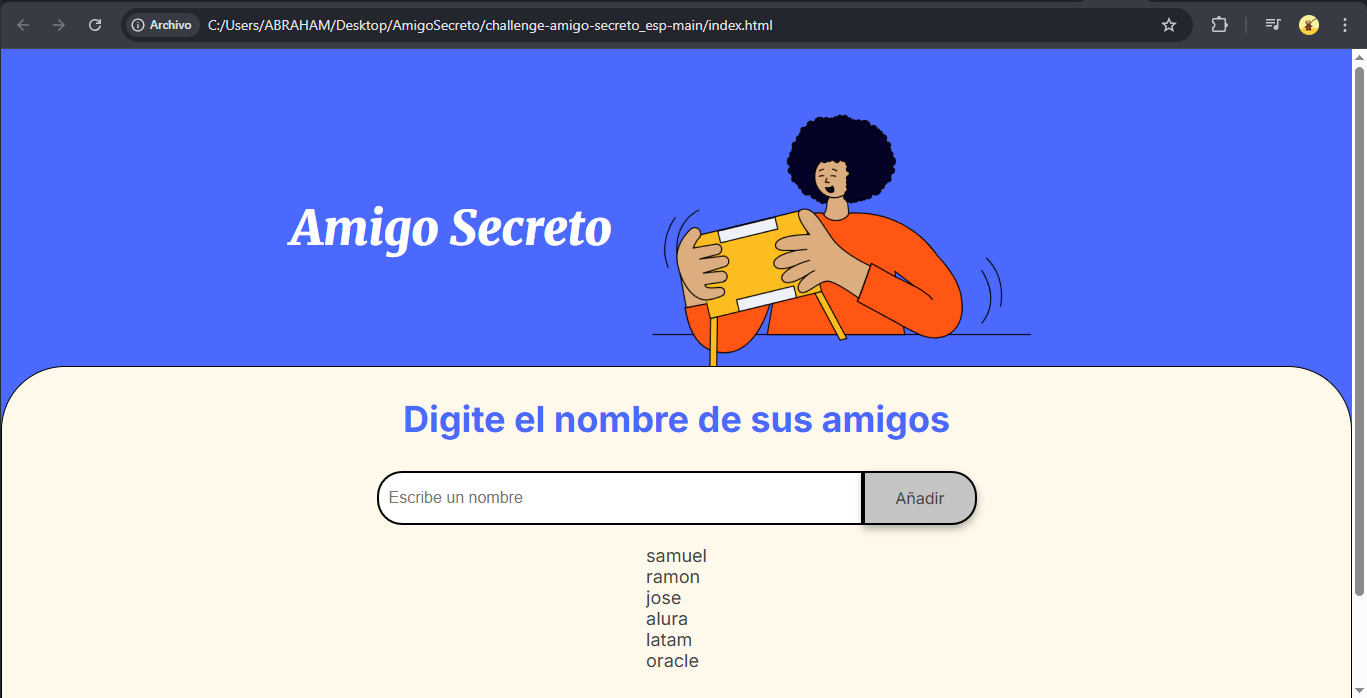 Archivo C:/Users/ABRAHAM/Desktop/AmigoSecreto/challenge-amigo-secreto_esp-main/index.html
Amigo Secreto
Digite el nombre de sus amigos
Escribe un nombre Añadir
samuel
ramon
jose
alura
latam
oracle